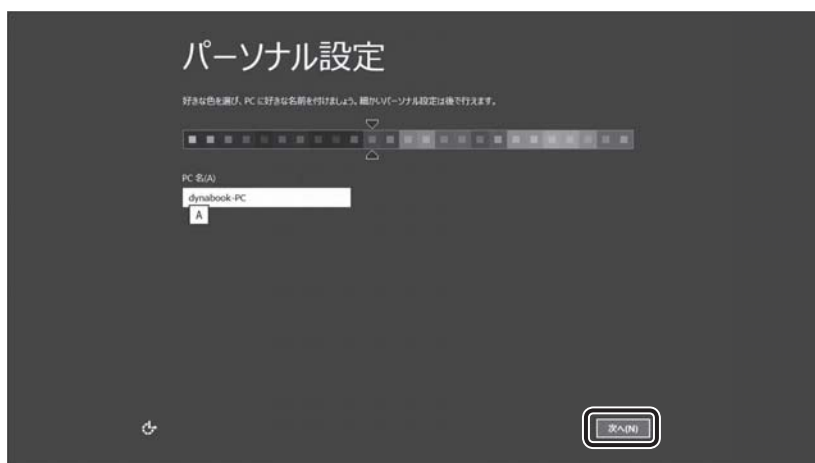 パーソナル設定
好きな色を選び、PC に好きな名前を付けましょう。細かいパーソナル設定は後で行えます。
PC 名(A)
dynabook-PC
A
次へ(N)